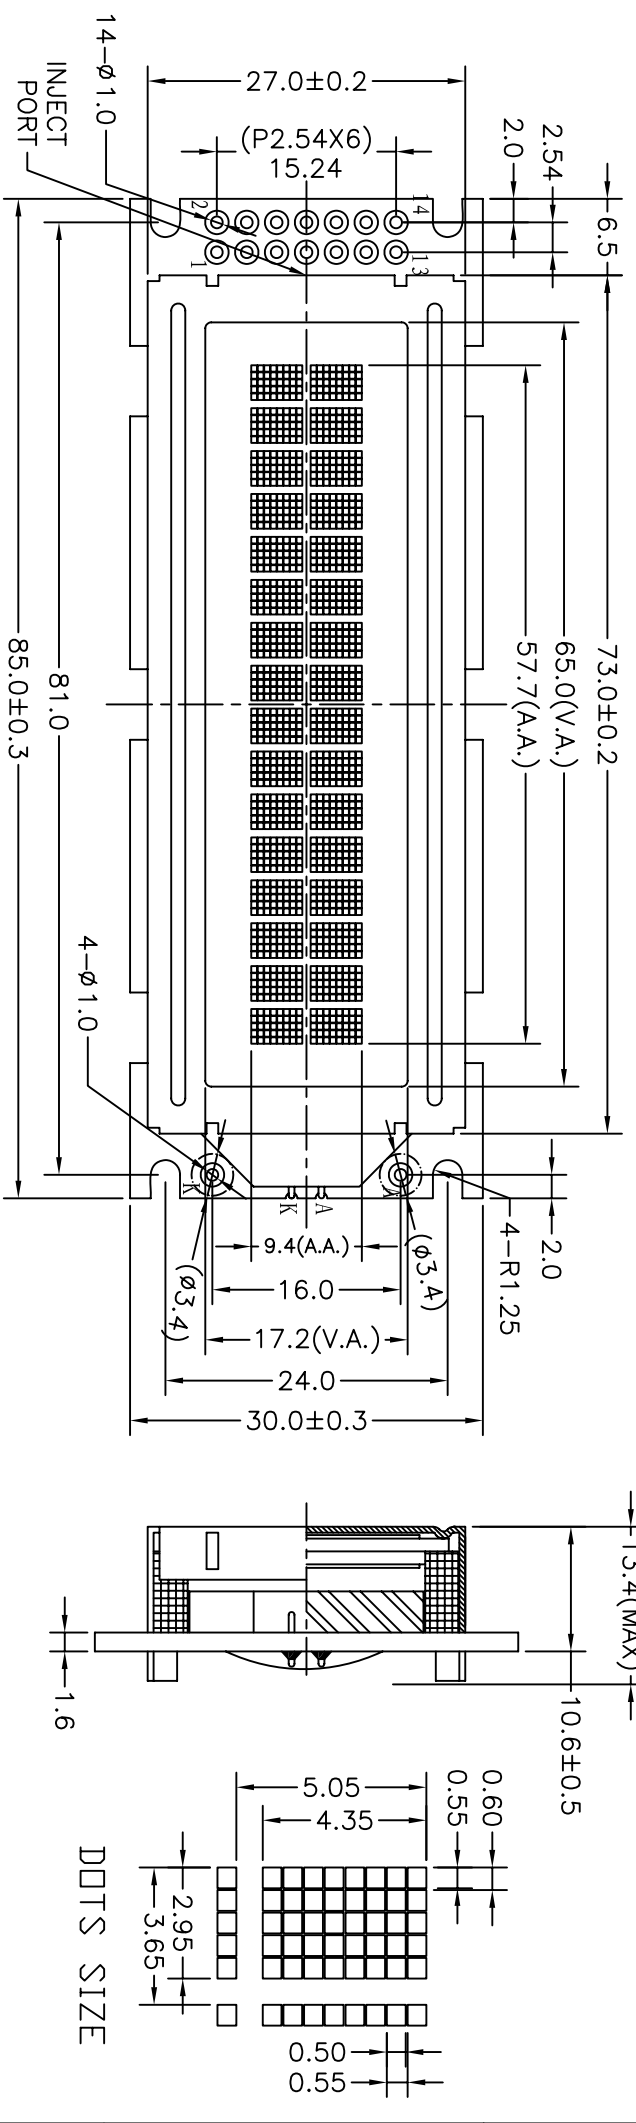 14-ø1.0
INJECT
PORT
27.0±0.2
(P2.54X6)
15.24
2.0
2.54
6.5
2
14
1
13
73.0±0.2
65.0(V.A.)
57.7(A.A.)
81.0
85.0±0.3
4-ø1.0
K
A
K
A
2.0
4-R1.25
(ø3.4)
(ø3.4)
9.4(A.A.)
16.0
17.2(V.A.)
24.0
30.0±0.3
13.4(MAX)
10.6±0.5
1.6
5.05
4.35
0.60
0.55
2.95
3.65
0.50
0.55
DOTS SIZE